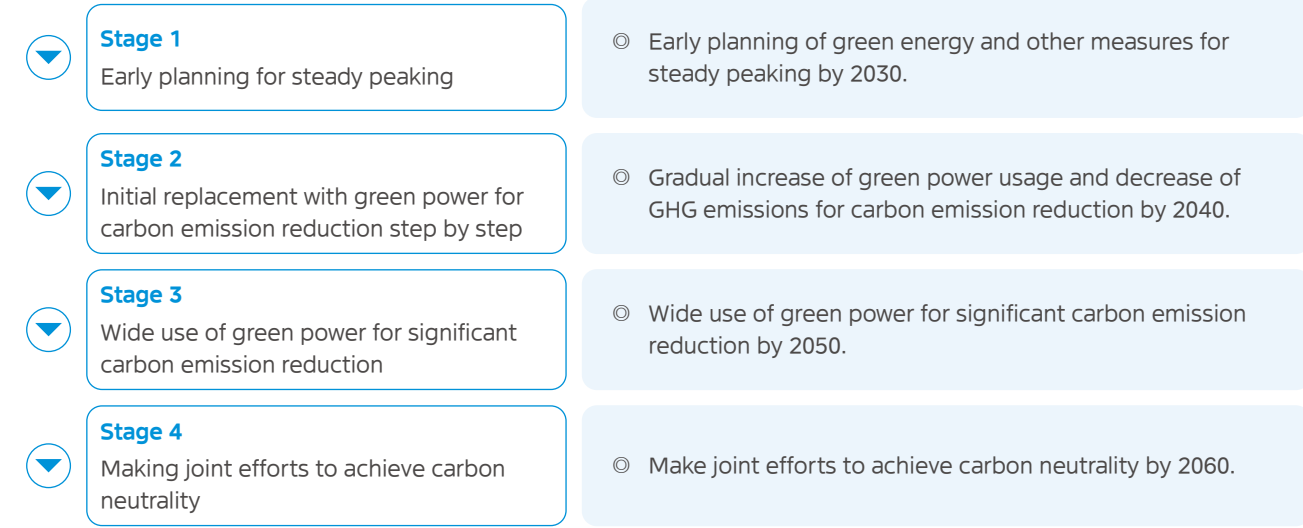 Stage 1
Early planning for steady peaking
◎ Early planning of green energy and other measures for
steady peaking by 2030.
Stage 2
Initial replacement with green power for
carbon emission reduction step by step
◎ Gradual increase of green power usage and decrease of
GHG emissions for carbon emission reduction by 2040.
Stage 3
Wide use of green power for significant
carbon emission reduction
◎ Wide use of green power for significant carbon emission
reduction by 2050.
Stage 4
Making joint efforts to achieve carbon
neutrality
◎ Make joint efforts to achieve carbon neutrality by 2060.